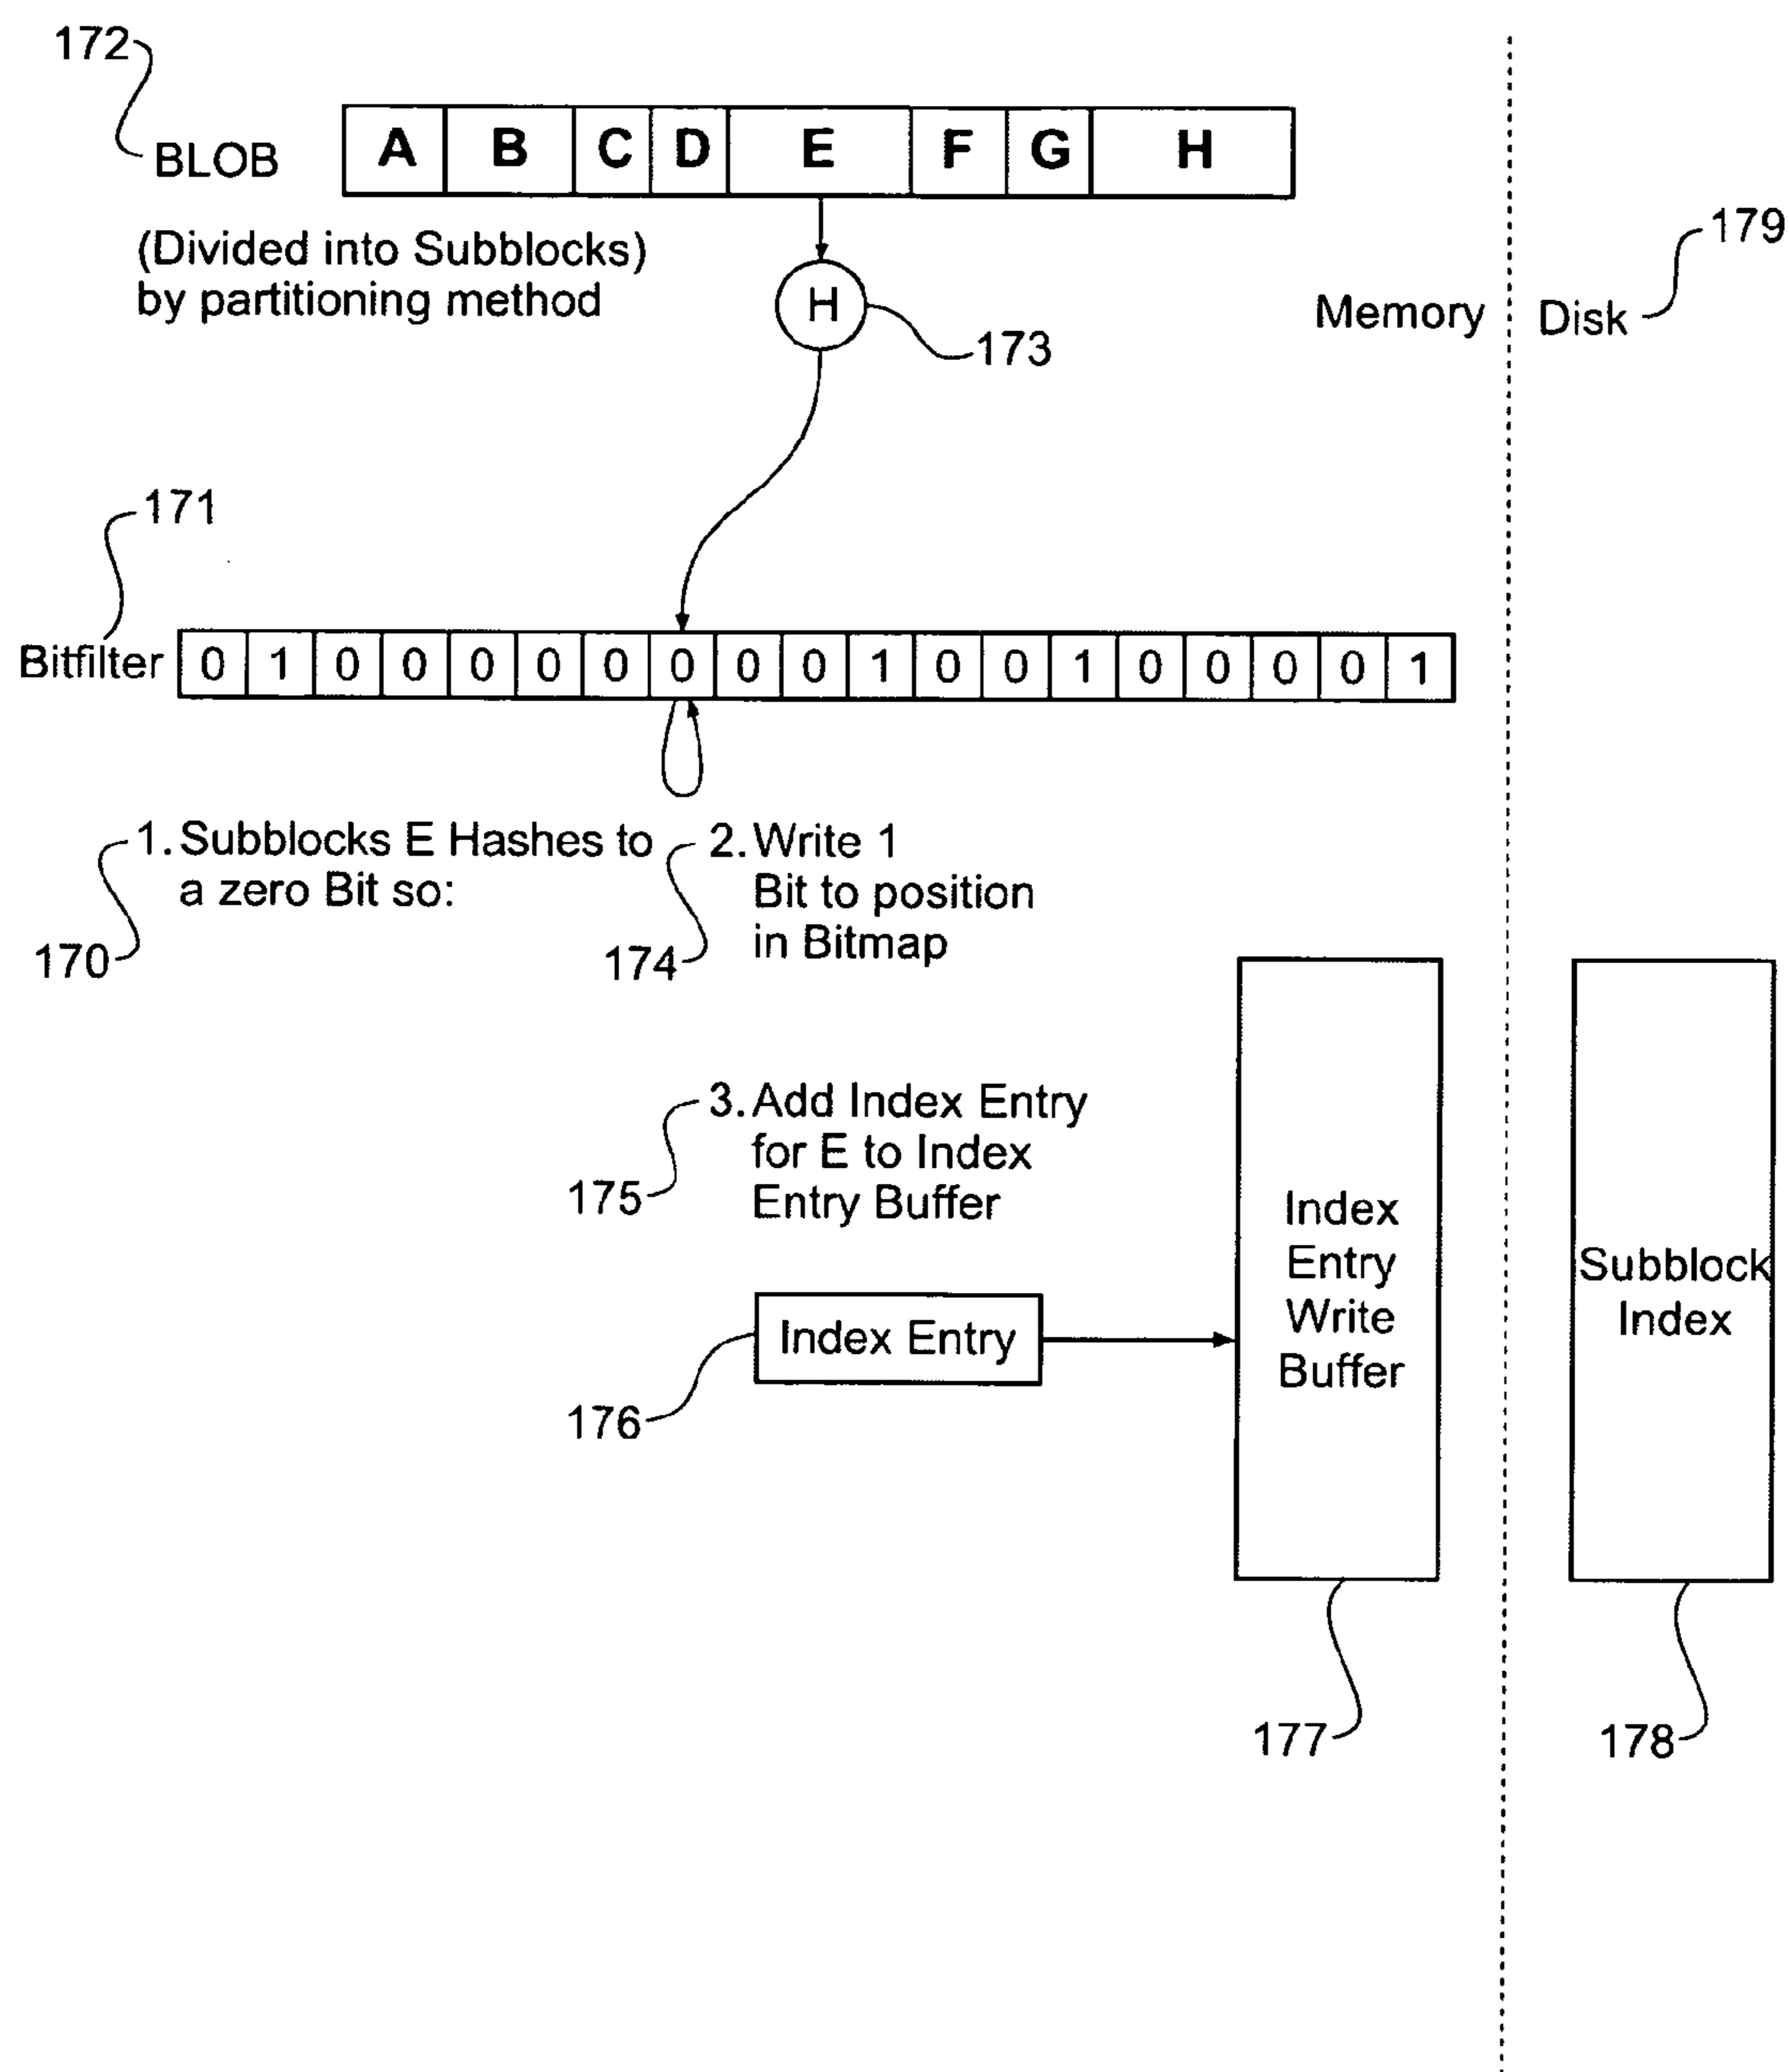 172
BLOB
A B C D E F G H
(Divided into Subblocks)
by partitioning method
H
173
Memory
Disk
179
171
Bitfilter
0 1 0 0 0 0 0 0 0 0 1 0 0 1 0 0 0 0 1
1. Subblocks E Hashes to
a zero Bit so:
170
2. Write 1
Bit to position
in Bitmap
174
3. Add Index Entry
for E to Index
Entry Buffer
175
Index Entry
176
Index
Entry
Write
Buffer
177
Subblock
Index
178